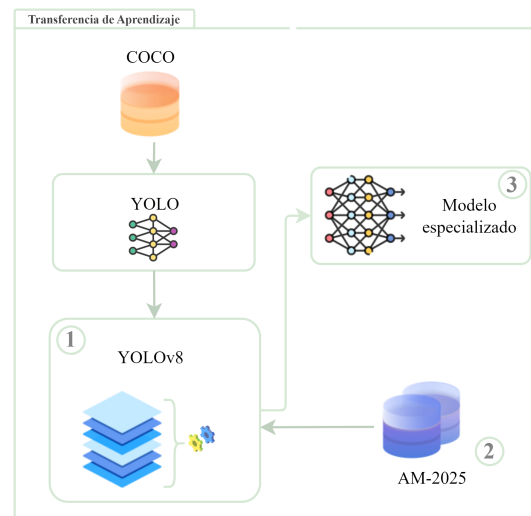 Transferencia de Aprendizaje
COCO
YOLO
3
Modelo
especializado
1
YOLOv8
2
AM-2025